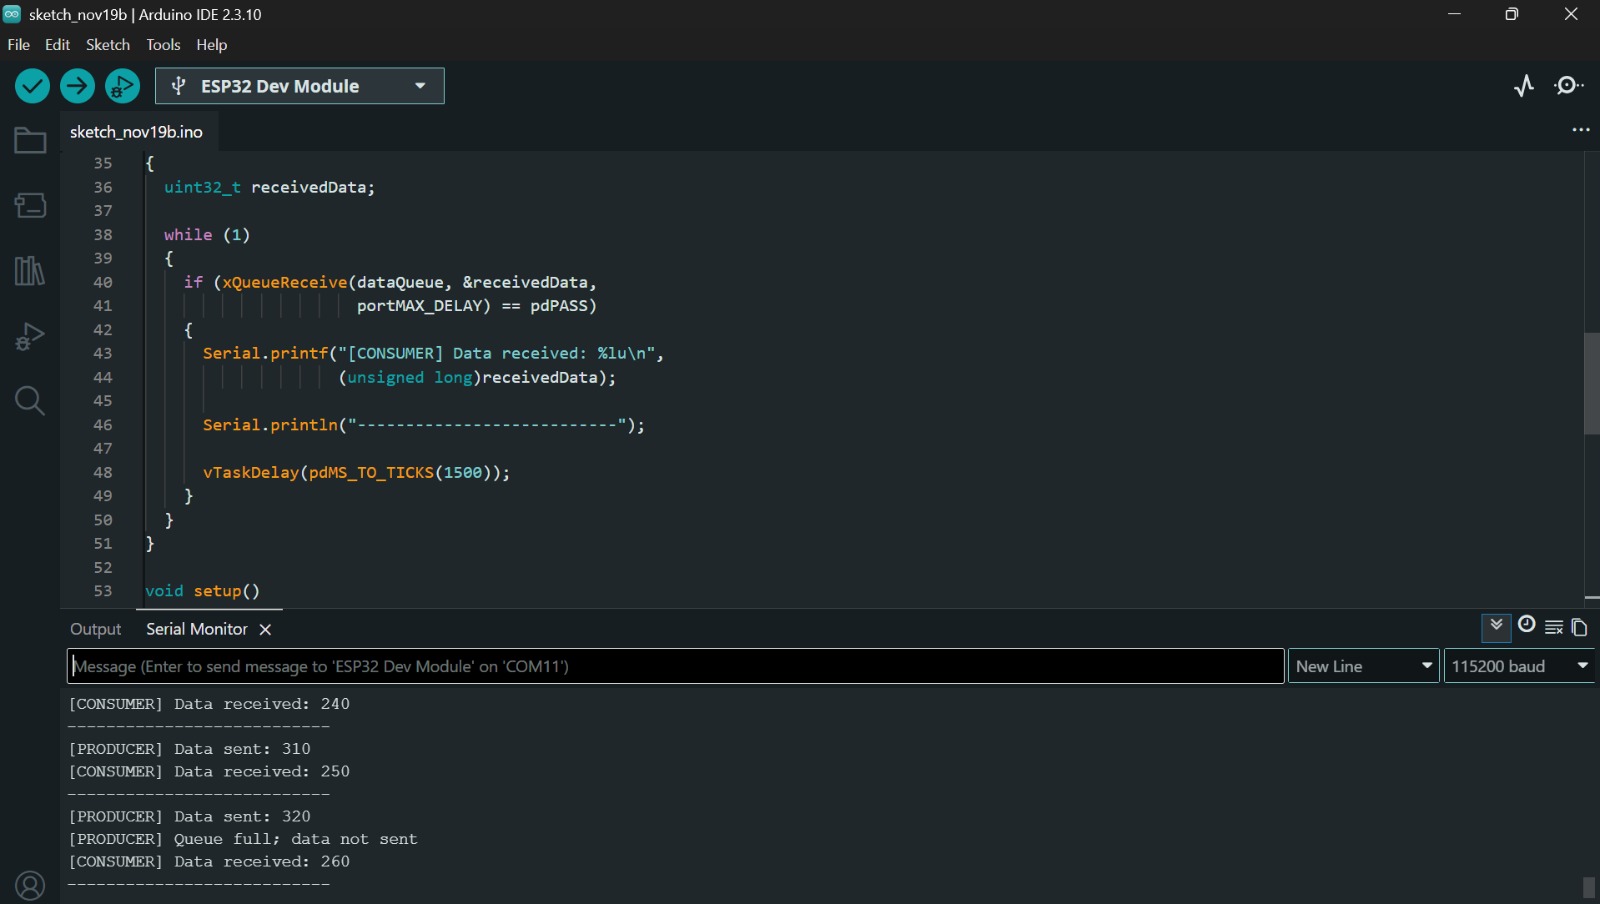 sketch_nov19b | Arduino IDE 2.3.10
File Edit Sketch Tools Help
ESP32 Dev Module
sketch_nov19b.ino
35 {
36 uint32_t receivedData;
37
38 while (1)
39 {
40 if (xQueueReceive(dataQueue, &receivedData,
41 portMAX_DELAY) == pdPASS)
42 {
43 Serial.printf("[CONSUMER] Data received: %lu\n",
44 (unsigned long)receivedData);
45
46 Serial.println("---------------------------");
47
48 vTaskDelay(pdMS_TO_TICKS(1500));
49 }
50 }
51 }
52
53 void setup()
Output Serial Monitor
Message (Enter to send message to 'ESP32 Dev Module' on 'COM11') New Line 115200 baud
[CONSUMER] Data received: 240
---------------------------
[PRODUCER] Data sent: 310
[CONSUMER] Data received: 250
---------------------------
[PRODUCER] Data sent: 320
[PRODUCER] Queue full; data not sent
[CONSUMER] Data received: 260
---------------------------